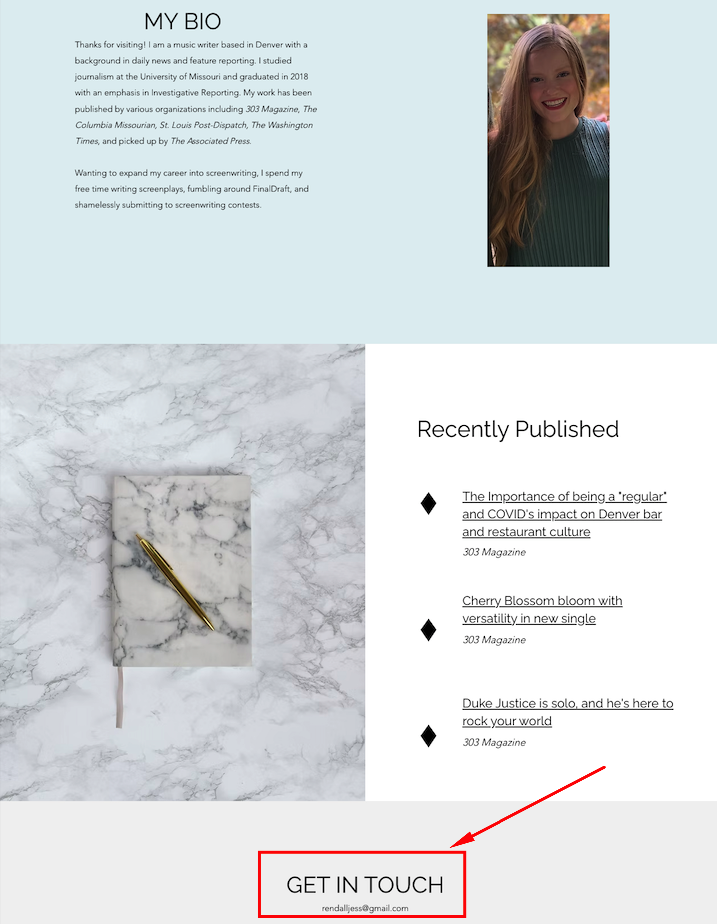 MY BIO
Thanks for visiting! I am a music writer based in Denver with a
background in daily news and feature reporting. I studied
journalism at the University of Missouri and graduated in 2018
with an emphasis in Investigative Reporting. My work has been
published by various organizations including 303 Magazine, The
Columbia Missourian, St. Louis Post-Dispatch, The Washington
Times, and picked up by The Associated Press.
Wanting to expand my career into screenwriting, I spend my
free time writing screenplays, fumbling around FinalDraft, and
shamelessly submitting to screenwriting contests.
Recently Published
The Importance of being a "regular"
and COVID's impact on Denver bar
and restaurant culture
303 Magazine
Cherry Blossom bloom with
versatility in new single
303 Magazine
Duke Justice is solo, and he's here to
rock your world
303 Magazine
GET IN TOUCH
rendalljess@gmail.com